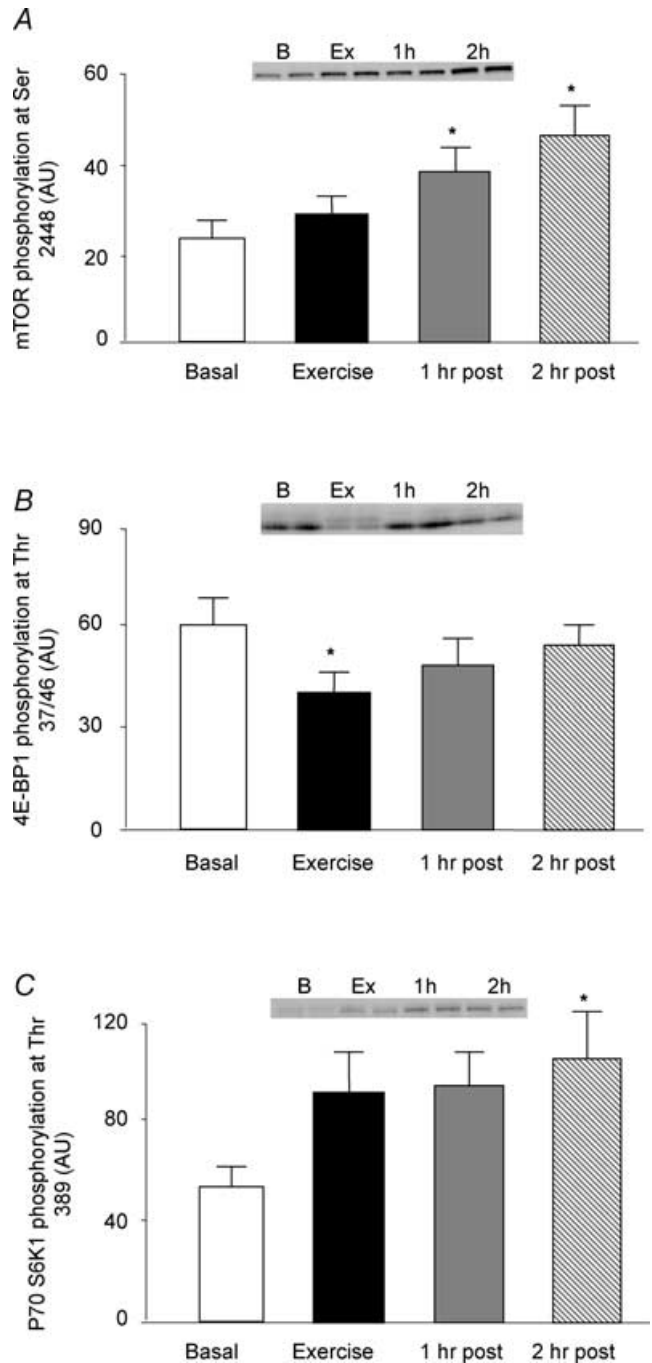 A
B Ex 1h 2h
60
40
20
0
* *
mTOR phosphorylation at Ser
2448 (AU)
Basal Exercise 1 hr post 2 hr post
B
B Ex 1h 2h
90
60
30
0
*
4E-BP1 phosphorylation at Thr
37/46 (AU)
Basal Exercise 1 hr post 2 hr post
C
B Ex 1h 2h
120
80
40
0
*
P70 S6K1 phosphorylation at Thr
389 (AU)
Basal Exercise 1 hr post 2 hr post